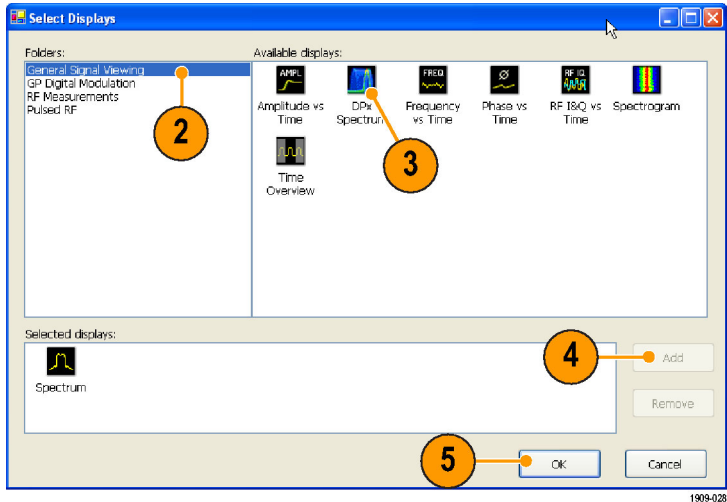 Select Displays
Folders:
General Signal Viewing
GP Digital Modulation
RF Measurements
Pulsed RF
2
Available displays:
AMPL
Amplitude vs
Time
DPx
Spectrum
3
FREQ
Frequency
vs Time
Phase vs
Time
RF IQ
RF I&Q vs
Time
Spectrogram
Time
Overview
Selected displays:
Spectrum
4
Add
Remove
5
OK
Cancel
1909-028